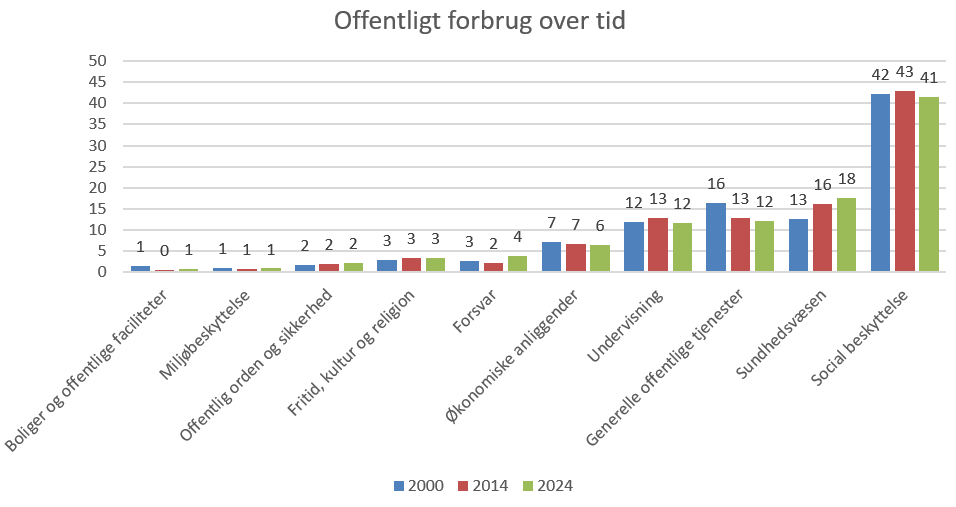 Offentligt forbrug over tid
50
45
40
35
30
25
20
15
10
5
0
1 0 1
1 1 1
2 2 2
3 3 3
3 2 4
7 7 6
12 13 12
16 13 12
13 16 18
42 43 41
Boliger og offentlige faciliteter
Miljøbeskyttelse
Offentlig orden og sikkerhed
Fritid, kultur og religion
Forsvar
Økonomiske anliggender
Undervisning
Generelle offentlige tjenester
Sundhedsvæsen
Social beskyttelse
2000 2014 2024